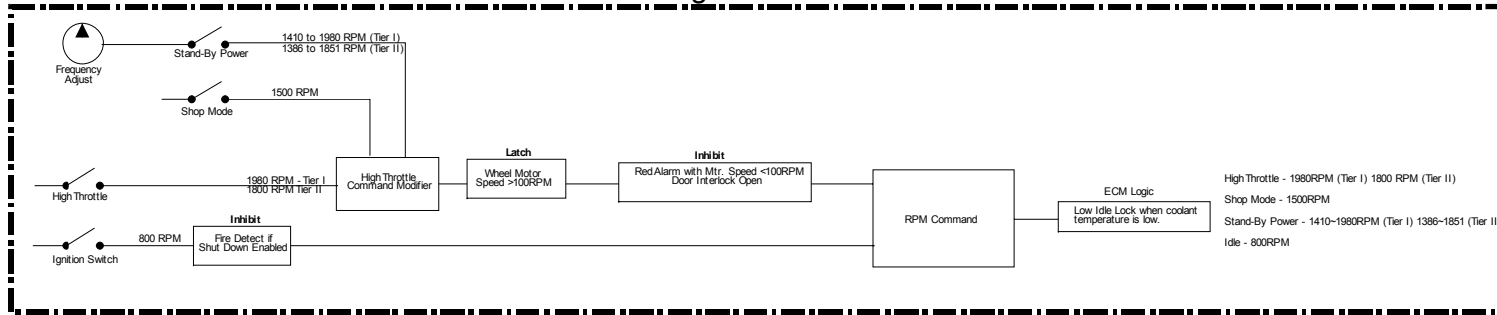 Frequency
Adjust
Stand-By Power
1410 to 1980 RPM (Tier I)
1386 to 1851 RPM (Tier II)
Shop Mode
1500 RPM
High Throttle
1980 RPM - Tier I
1800 RPM Tier II
High Throttle
Command Modifier
Latch
Wheel Motor
Speed >100RPM
Inhibit
Red Alarm with Mtr. Speed <100RPM
Door Interlock Open
Ignition Switch
800 RPM
Inhibit
Fire Detect if
Shut Down Enabled
RPM Command
ECM Logic
Low Idle Lock when coolant
temperature is low.
High Throttle - 1980RPM (Tier I) 1800 RPM (Tier II)
Shop Mode - 1500RPM
Stand-By Power - 1410~1980RPM (Tier I) 1386~1851 (Tier II
Idle - 800RPM